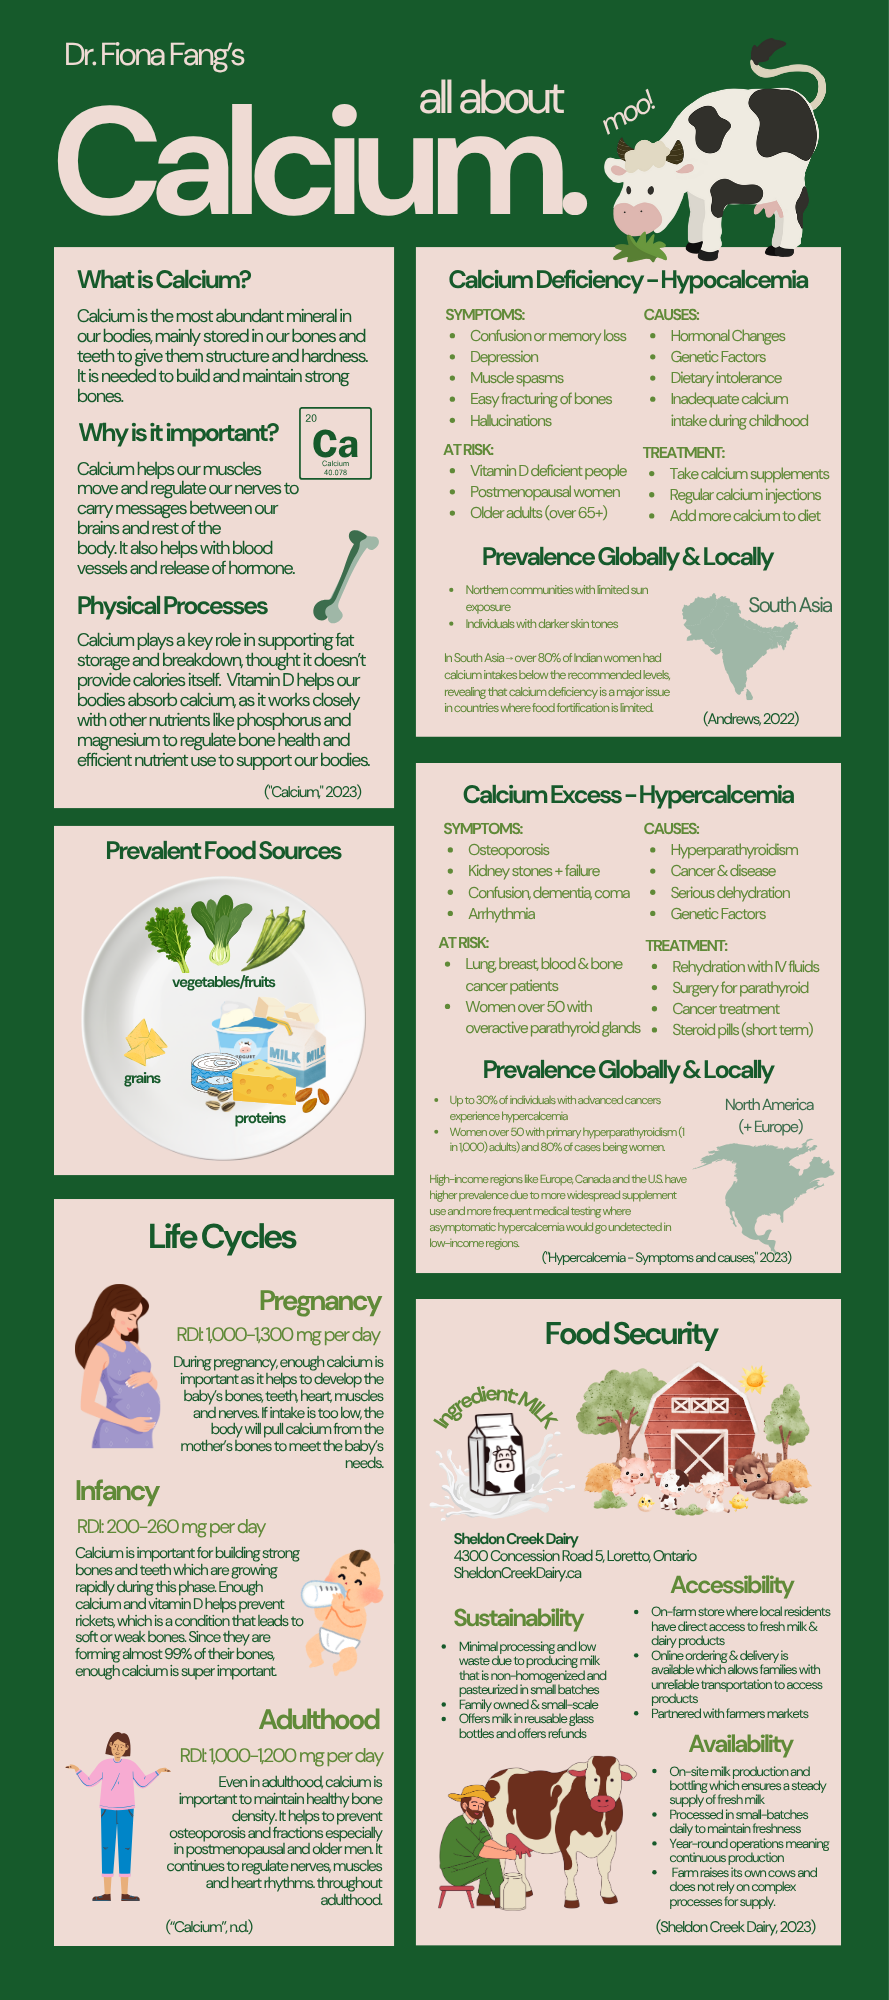 Dr. Fiona Fang's
all about
Calcium.
moo!
What is Calcium?
Calcium is the most abundant mineral in
our bodies, mainly stored in our bones and
teeth to give them structure and hardness.
It is needed to build and maintain strong
bones.
Why is it important?
20
Ca
Calcium
40.078
Calcium helps our muscles
move and regulate our nerves to
carry messages between our
brains and rest of the
body. It also helps with blood
vessels and release of hormone.
Physical Processes
Calcium plays a key role in supporting fat
storage and breakdown, thought it doesn't
provide calories itself. Vitamin D helps our
bodies absorb calcium, as it works closely
with other nutrients like phosphorus and
magnesium to regulate bone health and
efficient nutrient use to support our bodies.
("Calcium," 2023)
Prevalent Food Sources
vegetables/fruits
grains
YOGURT
MILK
MILK
proteins
Life Cycles
Pregnancy
RDI: 1,000-1,300 mg per day
During pregnancy, enough calcium is
important as it helps to develop the
baby's bones, teeth, heart, muscles
and nerves. If intake is too low, the
body will pull calcium from the
mother's bones to meet the baby's
needs.
Infancy
RDI: 200-260 mg per day
Calcium is important for building strong
bones and teeth which are growing
rapidly during this phase. Enough
calcium and vitamin D helps prevent
rickets, which is a condition that leads to
soft or weak bones. Since they are
forming almost 99% of their bones,
enough calcium is super important.
Adulthood
RDI: 1,000-1,200 mg per day
Even in adulthood, calcium is
important to maintain healthy bone
density. It helps to prevent
osteoporosis and fractions especially
in postmenopausal and older men. It
continues to regulate nerves, muscles
and heart rhythms. throughout
adulthood.
("Calcium", n.d.)
Calcium Deficiency - Hypocalcemia
SYMPTOMS:
• Confusion or memory loss
• Depression
• Muscle spasms
• Easy fracturing of bones
• Hallucinations
CAUSES:
• Hormonal Changes
• Genetic Factors
• Dietary intolerance
• Inadequate calcium
intake during childhood
AT RISK:
• Vitamin D deficient people
• Postmenopausal women
• Older adults (over 65+)
TREATMENT:
• Take calcium supplements
• Regular calcium injections
• Add more calcium to diet
Prevalence Globally & Locally
• Northern communities with limited sun
exposure
• Individuals with darker skin tones
In South Asia → over 80% of Indian women had
calcium intakes below the recommended levels,
revealing that calcium deficiency is a major issue
in countries where food fortification is limited.
South Asia
(Andrews, 2022)
Calcium Excess - Hypercalcemia
SYMPTOMS:
• Osteoporosis
• Kidney stones + failure
• Confusion, dementia, coma
• Arrhythmia
CAUSES:
• Hyperparathyroidism
• Cancer & disease
• Serious dehydration
• Genetic Factors
AT RISK:
• Lung, breast, blood & bone
cancer patients
• Women over 50 with
overactive parathyroid glands
TREATMENT:
• Rehydration with IV fluids
• Surgery for parathyroid
• Cancer treatment
• Steroid pills (short term)
Prevalence Globally & Locally
• Up to 30% of individuals with advanced cancers
experience hypercalcemia
• Women over 50 with primary hyperparathyroidism (1
in 1,000) adults) and 80% of cases being women.
High-income regions like Europe, Canada and the U.S. have
higher prevalence due to more widespread supplement
use and more frequent medical testing where
asymptomatic hypercalcemia would go undetected in
low-income regions.
North America
(+ Europe)
("Hypercalcemia - Symptoms and causes," 2023)
Food Security
Ingredient: MILK
Sheldon Creek Dairy
4300 Concession Road 5, Loretto, Ontario
SheldonCreekDairy.ca
Sustainability
• Minimal processing and low
waste due to producing milk
that is non-homogenized and
pasteurized in small batches
• Family owned & small-scale
• Offers milk in reusable glass
bottles and offers refunds
Accessibility
• On-farm store where local residents
have direct access to fresh milk &
dairy products
• Online ordering & delivery is
available which allows families with
unreliable transportation to access
products
• Partnered with farmers markets
Availability
• On-site milk production and
bottling which ensures a steady
supply of fresh milk
• Processed in small-batches
daily to maintain freshness
• Year-round operations meaning
continuous production
• Farm raises its own cows and
does not rely on complex
processes for supply.
(Sheldon Creek Dairy, 2023)